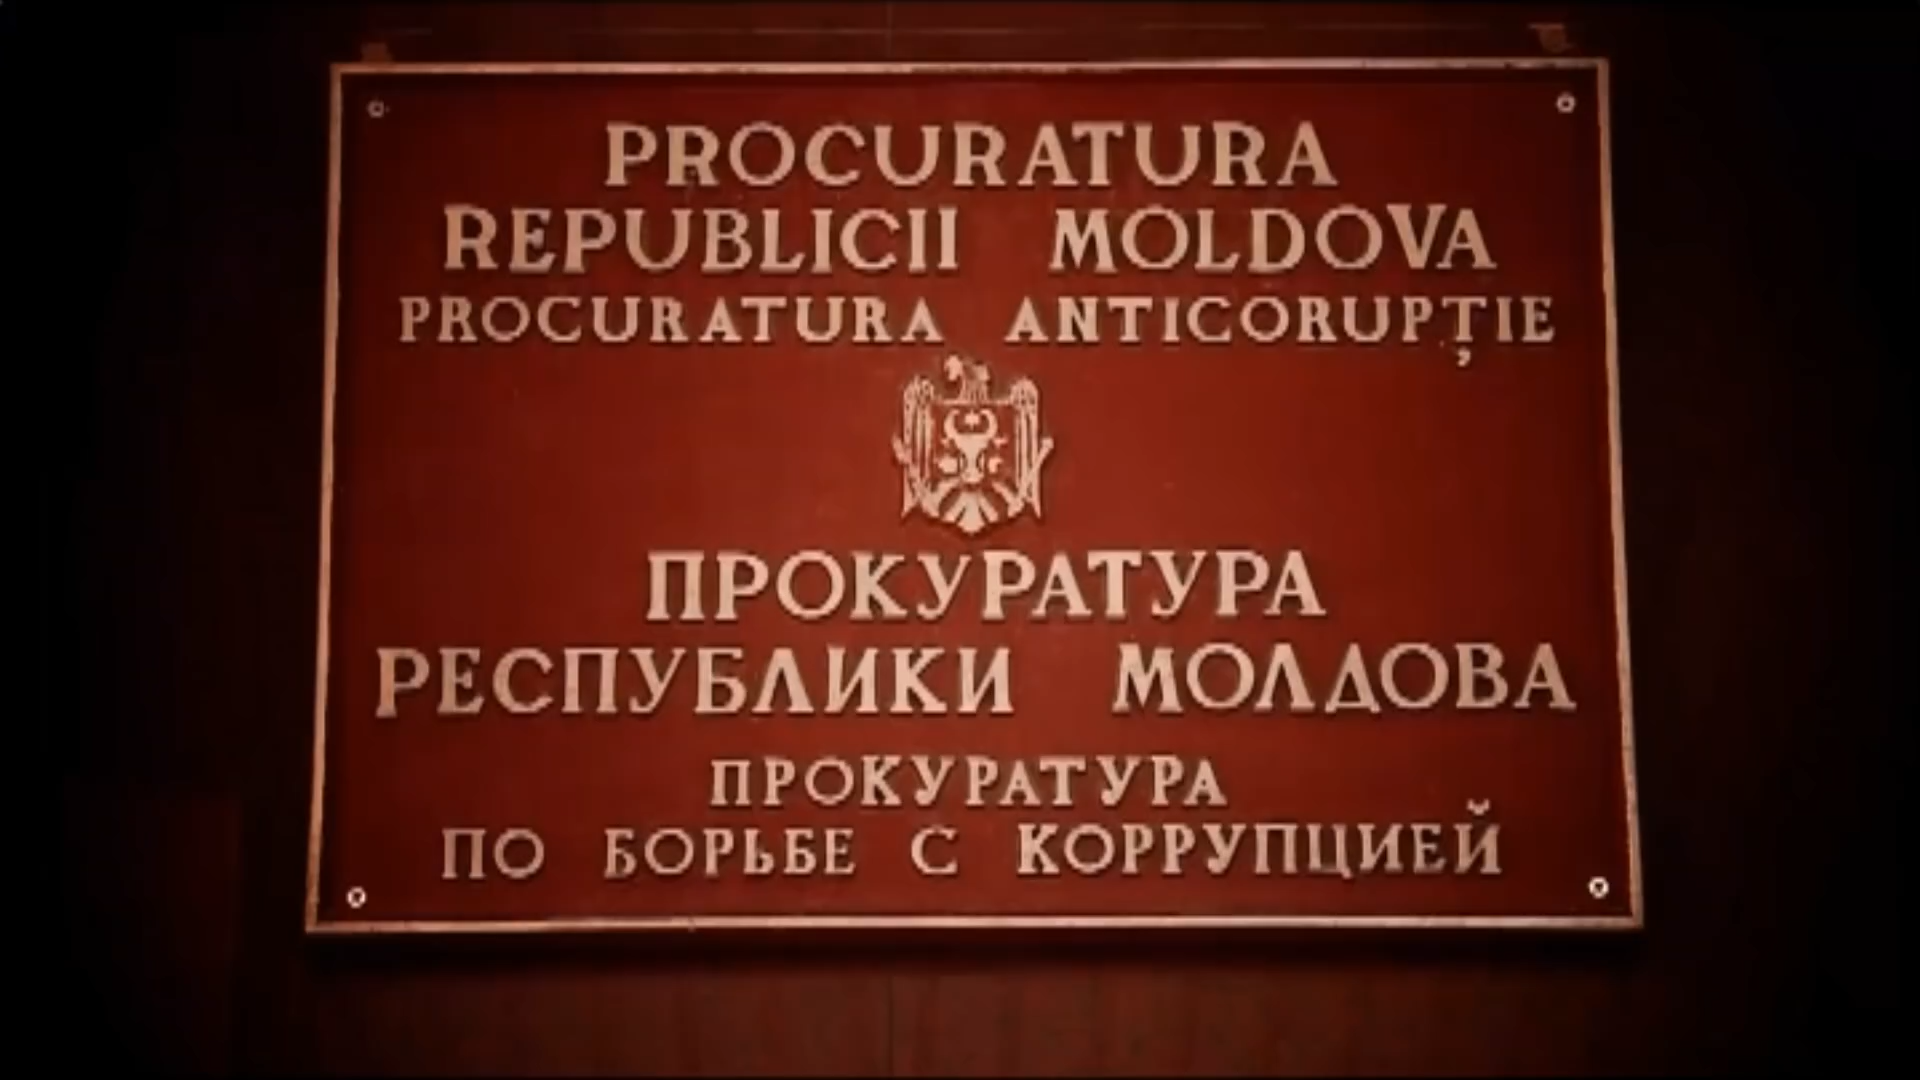 PROCURATURA
REPUBLICII MOLDOVA
PROCURATURA ANTICORUPȚIE
ПРОКУРАТУРА
РЕСПУБЛИКИ МОЛДОВА
ПРОКУРАТУРА
ПО БОРЬБЕ С КОРРУПЦИЕЙ